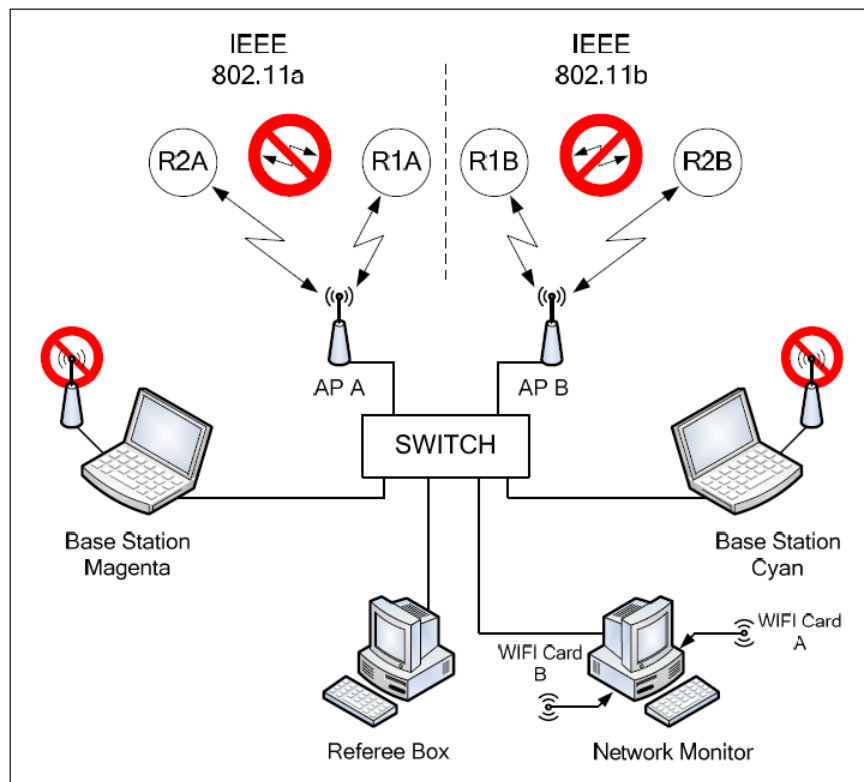 IEEE
802.11a
IEEE
802.11b
R2A
R1A
R1B
R2B
AP A
AP B
SWITCH
Base Station
Magenta
Base Station
Cyan
WIFI Card
A
WIFI Card
B
Referee Box
Network Monitor